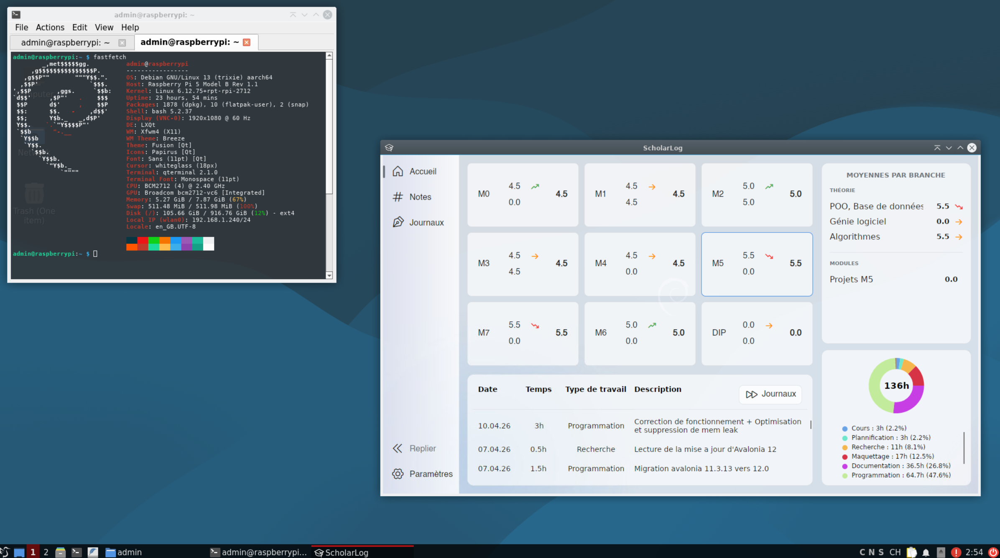 admin@raspberrypi: ~
File Actions Edit View Help
admin@raspberrypi: ~
admin@raspberrypi: ~
admin@raspberrypi:~ $ fastfetch
_,met$$$$$gg.
,g$$$$$$$$$$$$$$$P.
,g$$P"" """Y$$.".
,$$P' `$$$.
',$$P ,ggs. `$$b:
`d$$' ,$P"' . $$$
$$P d$' , $$P
$$: $$. - ,d$$'
$$; Y$b._ _,d$P'
Y$$. `.`"Y$$$$P"'
`$$b "-.__
`Y$$b
`Y$$.
`$$b.
`Y$$b.
`"Y$b._
`""""
admin@raspberrypi
-----------------
OS: Debian GNU/Linux 13 (trixie) aarch64
Host: Raspberry Pi 5 Model B Rev 1.1
Kernel: Linux 6.12.75+rpt-rpi-2712
Uptime: 23 hours, 54 mins
Packages: 1878 (dpkg), 10 (flatpak-user), 2 (snap)
Shell: bash 5.2.37
Display (VNC-0): 1920x1080 @ 60 Hz
DE: LXQt
WM: Xfwm4 (X11)
WM Theme: Breeze
Theme: Fusion [Qt]
Icons: Papirus [Qt]
Font: Sans (11pt) [Qt]
Cursor: whiteglass (18px)
Terminal: qterminal 2.1.0
Terminal Font: Monospace (11pt)
CPU: BCM2712 (4) @ 2.40 GHz
GPU: Broadcom bcm2712-vc6 [Integrated]
Memory: 5.27 GiB / 7.87 GiB (67%)
Swap: 511.48 MiB / 511.98 MiB (100%)
Disk (/): 105.66 GiB / 916.76 GiB (12%) - ext4
Local IP (wlan0): 192.168.1.240/24
Locale: en_GB.UTF-8
admin@raspberrypi:~ $
Trash (One
item)
ScholarLog
Accueil
Notes
Journaux
Replier
Paramètres
M0 4.5 0.0 4.5
M1 4.5 4.5 4.5
M2 5.0 5.0 5.0
M3 4.5 4.5 4.5
M4 4.5 0.0 4.5
M5 5.5 0.0 5.5
M7 5.5 0.0 5.5
M6 5.0 0.0 5.0
DIP 0.0 0.0 0.0
MOYENNES PAR BRANCHE
THÉORIE
POO, Base de données 5.5
Génie logiciel 0.0
Algorithmes 5.5
MODULES
Projets M5 0.0
Date Temps Type de travail Description Journaux
10.04.26 3h Programmation Correction de fonctionnement + Optimisation
et suppression de mem leak
07.04.26 0.5h Recherche Lecture de la mise a jour d'Avalonia 12
07.04.26 1.5h Programmation Migration avalonia 11.3.13 vers 12.0
136h
Cours : 3h (2.2%)
Plannification : 3h (2.2%)
Recherche : 11h (8.1%)
Maquettage : 17h (12.5%)
Documentation : 36.5h (26.8%)
Programmation : 64.7h (47.6%)
1 2 admin admin@raspberrypi... ScholarLog C N S CH 2:54